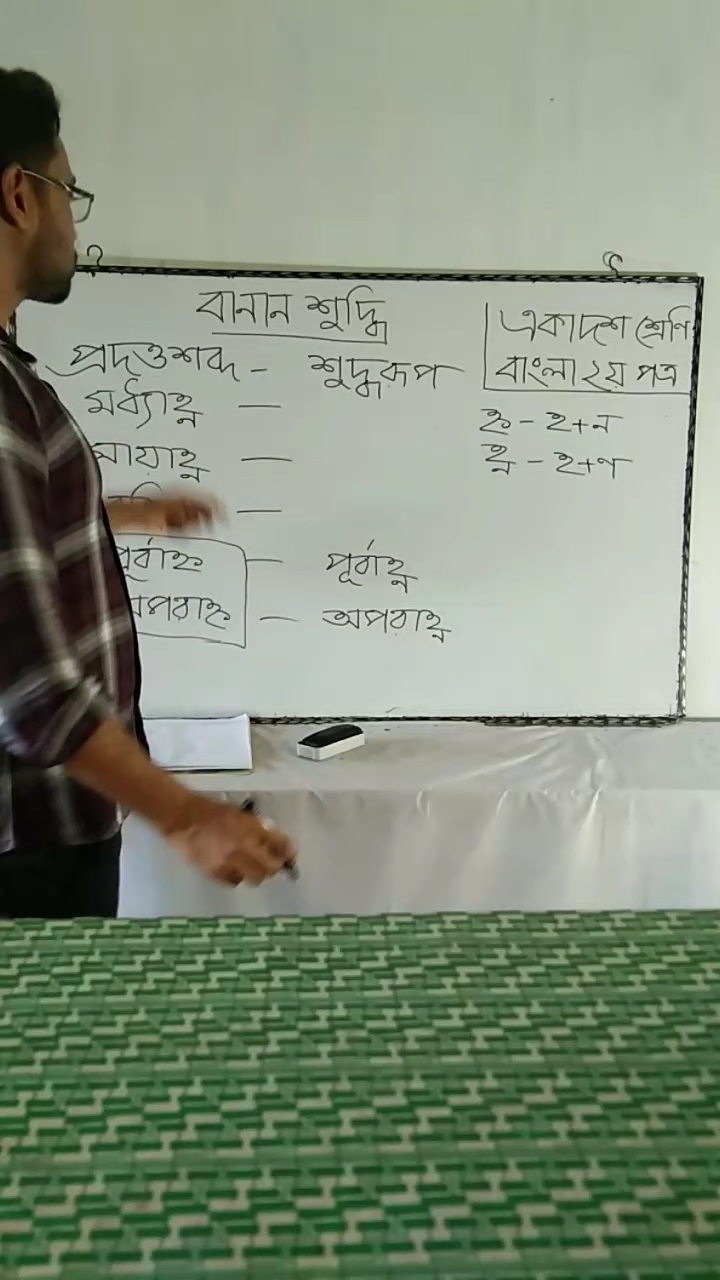 বানান শুদ্ধি
একাদশ শ্রেণি
বাংলা ২য় পত্র
প্রদত্তশব্দ - শুদ্ধরূপ
মধ্যাহ্ণ —
সায়াহ্ণ —
—
পূর্বাহ্ন — পূর্বাহ্ণ
অপরাহ্ন — অপরাহ্ণ
হ্ন - হ+ন
হ্ণ - হ+ণ